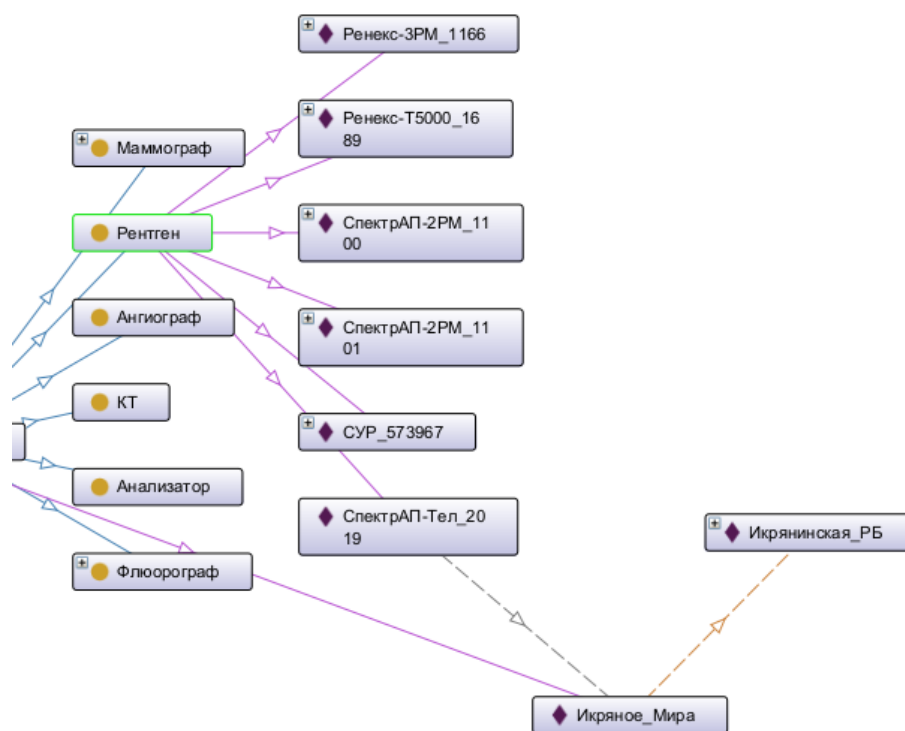 Ренекс-3РМ_1166
Ренекс-Т5000_16
89
Маммограф
Рентген
СпектрАП-2РМ_11
00
Ангиограф
СпектрАП-2РМ_11
01
КТ
СУР_573967
Анализатор
СпектрАП-Тел_20
19
Икрянинская_РБ
Флюорограф
Икряное_Мира